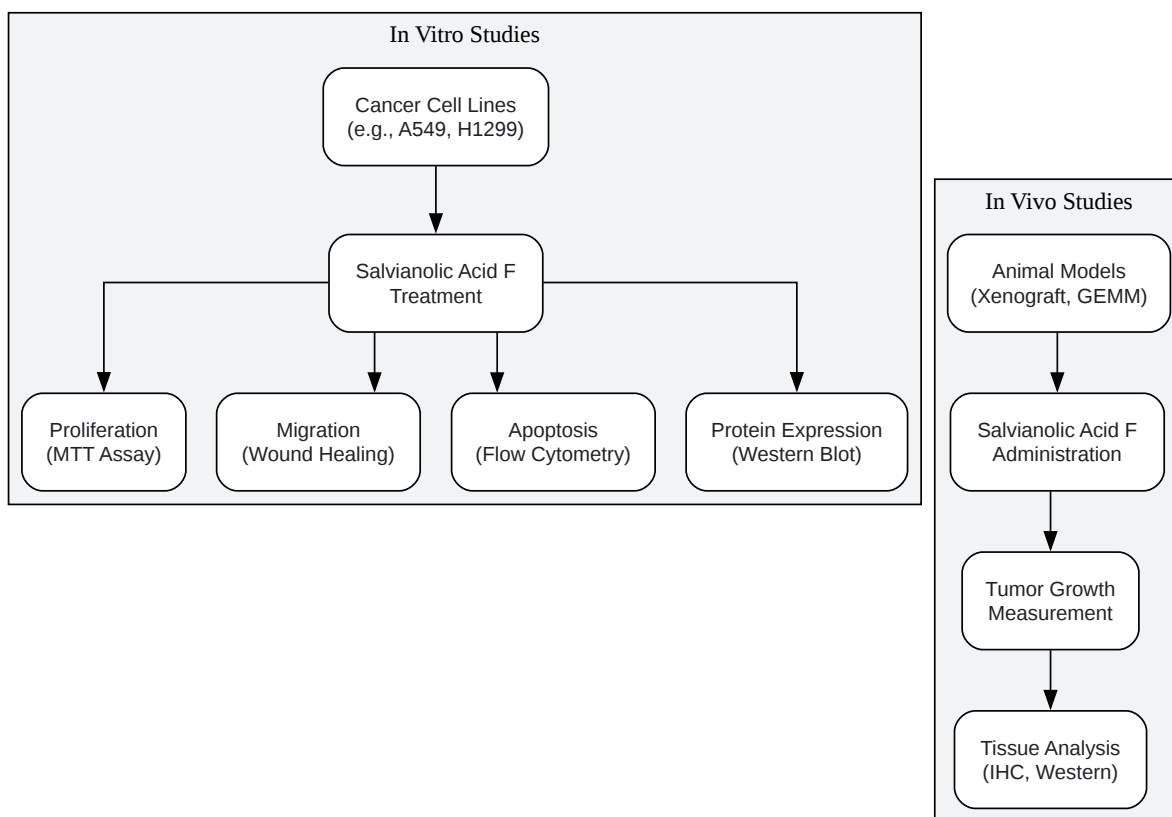 In Vitro Studies
Cancer Cell Lines
(e.g., A549, H1299)
Salvianolic Acid F
Treatment
Proliferation
(MTT Assay)
Migration
(Wound Healing)
Apoptosis
(Flow Cytometry)
Protein Expression
(Western Blot)
In Vivo Studies
Animal Models
(Xenograft, GEMM)
Salvianolic Acid F
Administration
Tumor Growth
Measurement
Tissue Analysis
(IHC, Western)